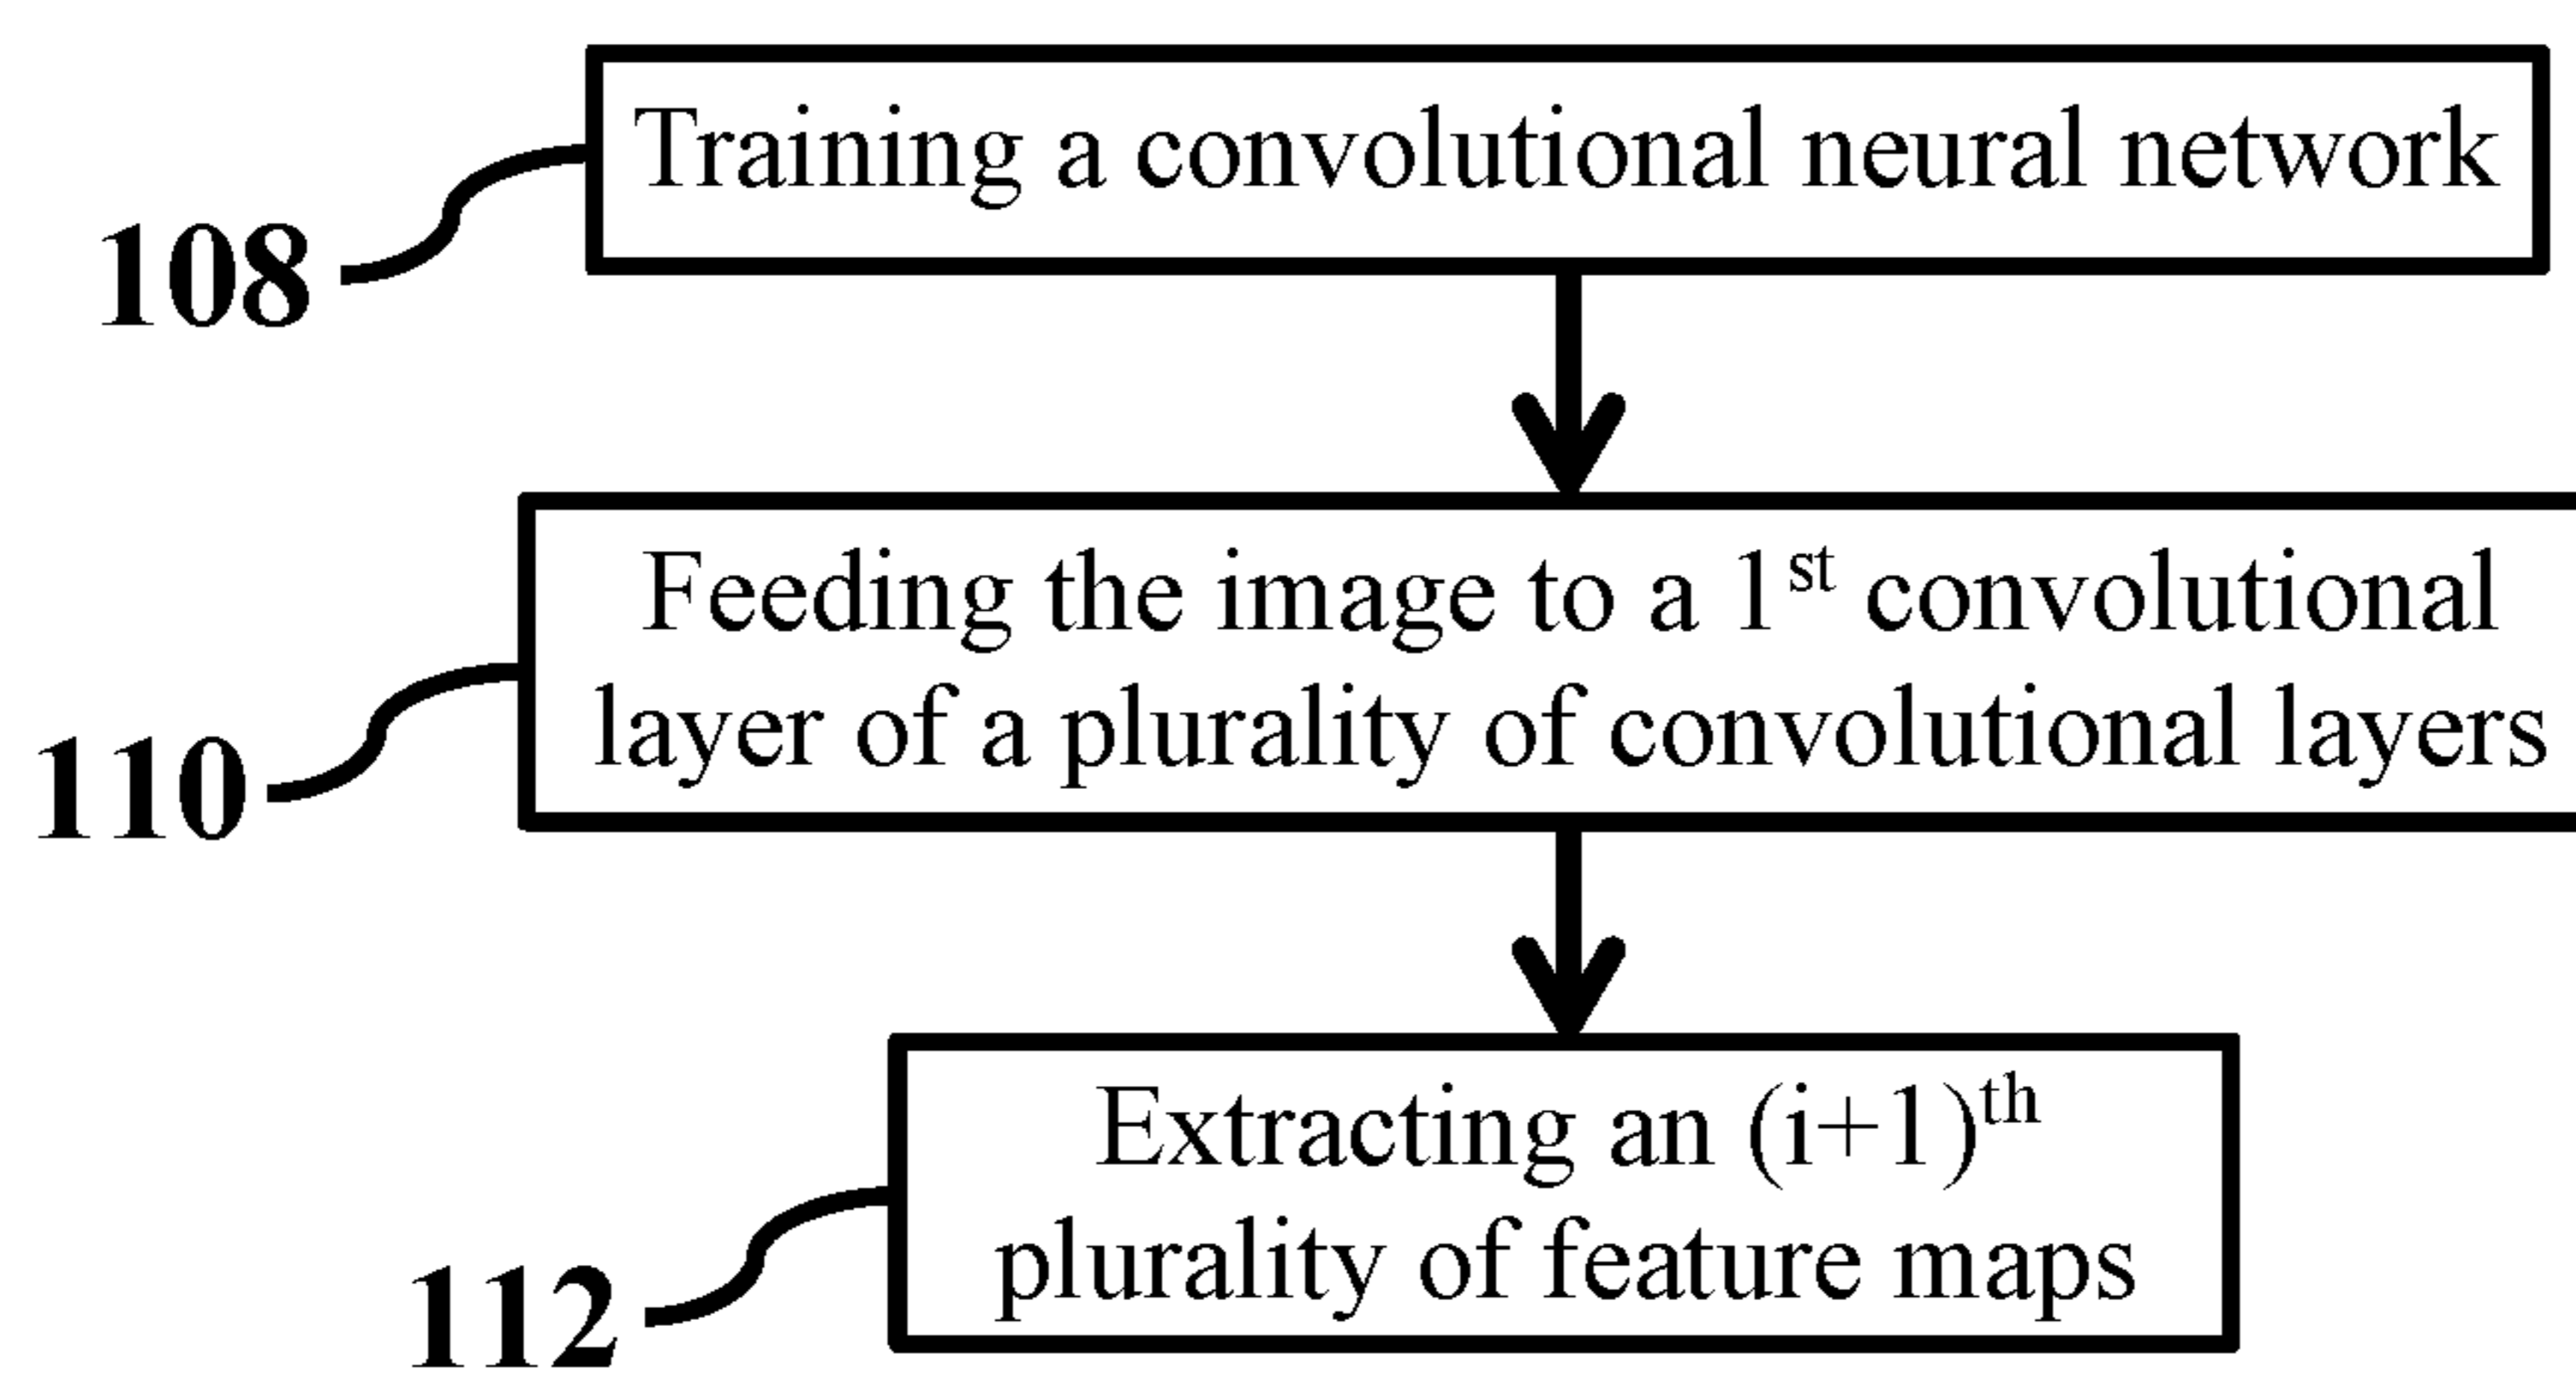 Training a convolutional neural network
108
Feeding the image to a 1st convolutional
layer of a plurality of convolutional layers
110
Extracting an (i+1)th
plurality of feature maps
112